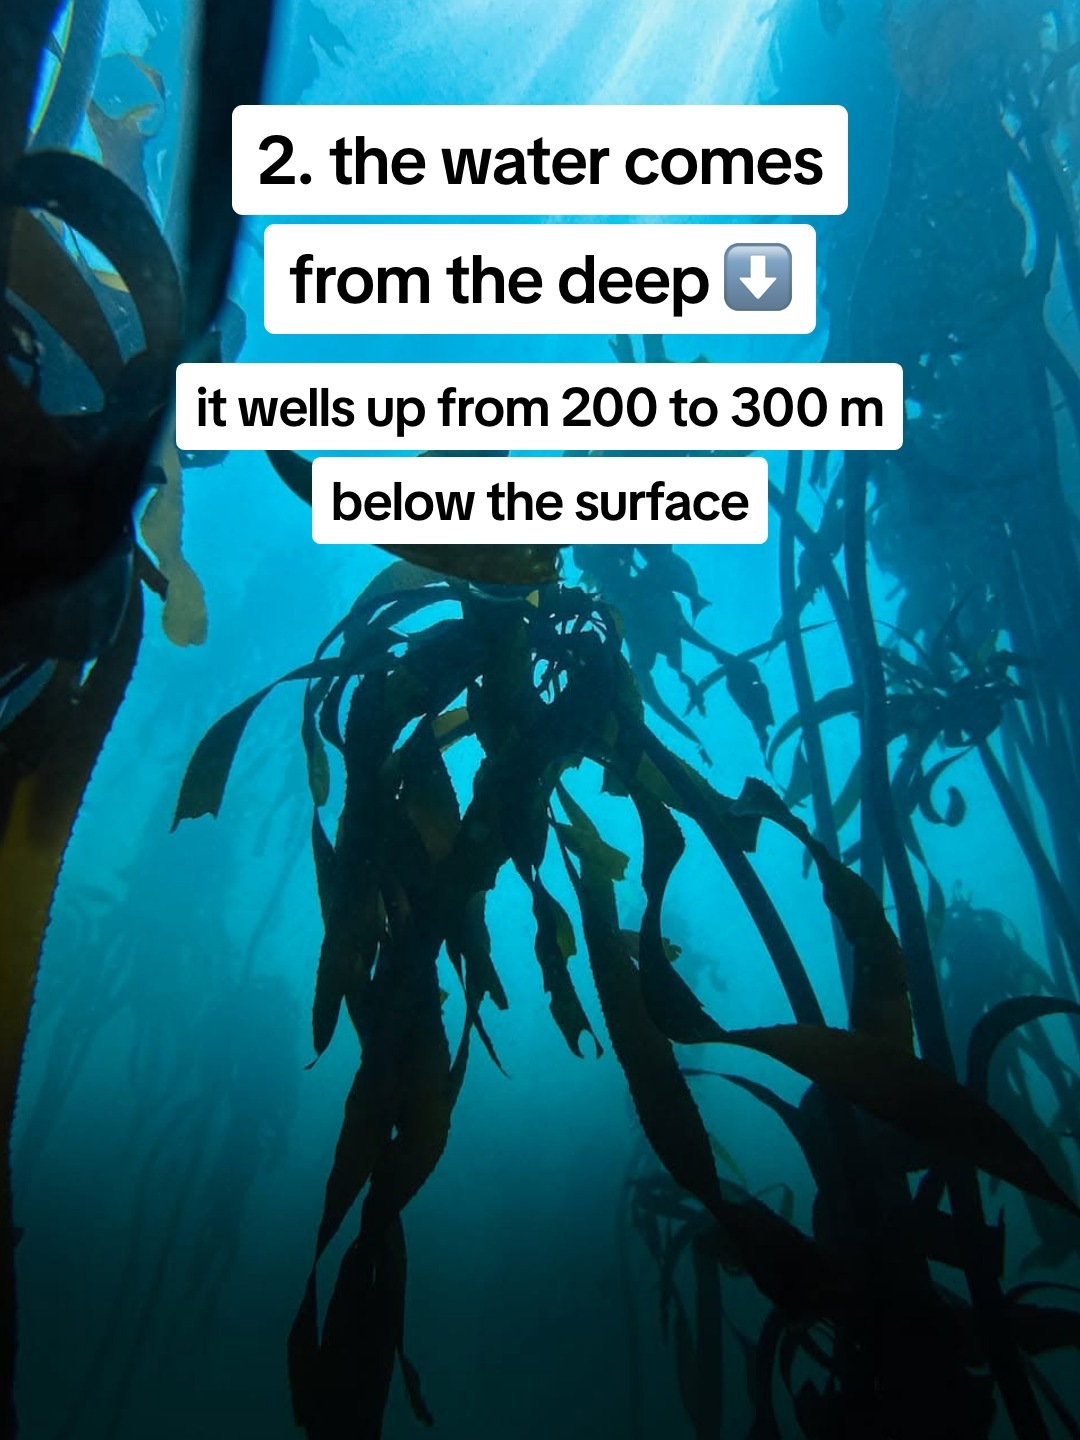 2. the water comes
from the deep ⬇️
it wells up from 200 to 300 m
below the surface